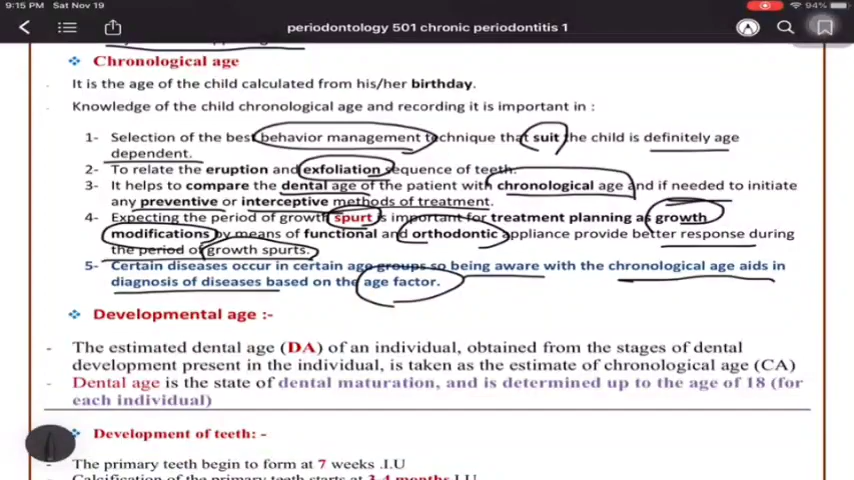 9:15 PM Sat Nov 19
94%
periodontology 501 chronic periodontitis 1
❖ Chronological age
- It is the age of the child calculated from his/her birthday.
- Knowledge of the child chronological age and recording it is important in :
1- Selection of the best behavior management technique that suit the child is definitely age
dependent.
2- To relate the eruption and exfoliation sequence of teeth.
3- It helps to compare the dental age of the patient with chronological age and if needed to initiate
any preventive or interceptive methods of treatment.
4- Expecting the period of growth spurt is important for treatment planning as growth
modifications by means of functional and orthodontic appliance provide better response during
the period of growth spurts.
5- Certain diseases occur in certain age groups so being aware with the chronological age aids in
diagnosis of diseases based on the age factor.
❖ Developmental age :-
- The estimated dental age (DA) of an individual, obtained from the stages of dental
development present in the individual, is taken as the estimate of chronological age (CA)
- Dental age is the state of dental maturation, and is determined up to the age of 18 (for
each individual)
❖ Development of teeth: -
- The primary teeth begin to form at 7 weeks .I.U
- Calcification of the primary teeth starts at 3-4 months I.U